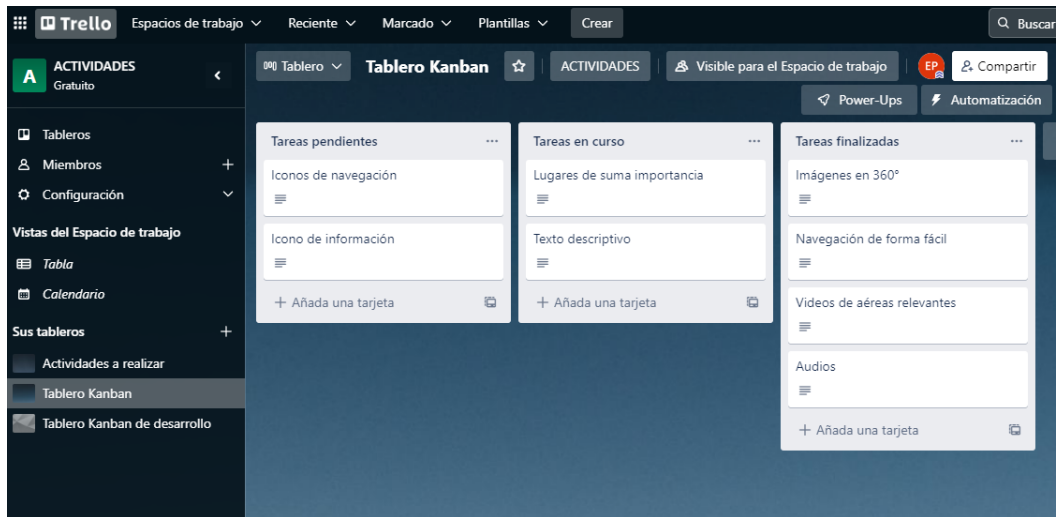 Trello Espacios de trabajo Reciente Marcado Plantillas Crear Buscar
A ACTIVIDADES
Gratuito
Tableros
Miembros
Configuración
Vistas del Espacio de trabajo
Tabla
Calendario
Sus tableros
Actividades a realizar
Tablero Kanban
Tablero Kanban de desarrollo
Tablero Tablero Kanban ACTIVIDADES Visible para el Espacio de trabajo EP Compartir
Power-Ups Automatización
Tareas pendientes
Iconos de navegación
Icono de información
+ Añada una tarjeta
Tareas en curso
Lugares de suma importancia
Texto descriptivo
+ Añada una tarjeta
Tareas finalizadas
Imágenes en 360°
Navegación de forma fácil
Videos de aéreas relevantes
Audios
+ Añada una tarjeta